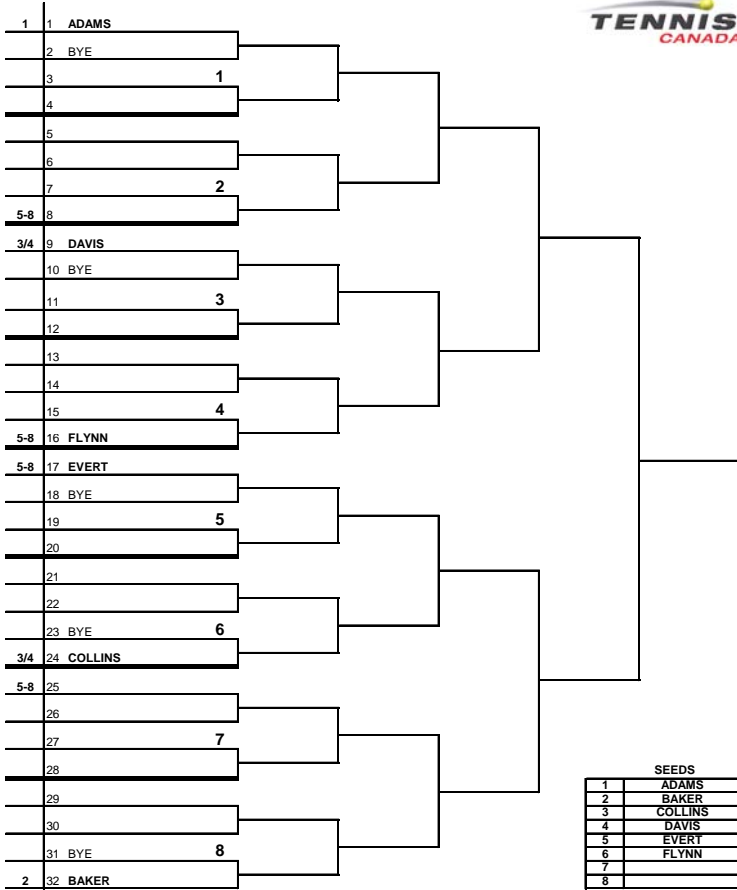 TENNIS
CANADA
1 1 ADAMS
2 BYE
3 1
4
5
6
7 2
5-8 8
3/4 9 DAVIS
10 BYE
11 3
12
13
14
15 4
5-8 16 FLYNN
5-8 17 EVERT
18 BYE
19 5
20
21
22
23 BYE 6
3/4 24 COLLINS
5-8 25
26
27 7
28
29
30
31 BYE 8
2 32 BAKER
SEEDS
1 ADAMS
2 BAKER
3 COLLINS
4 DAVIS
5 EVERT
6 FLYNN
7
8